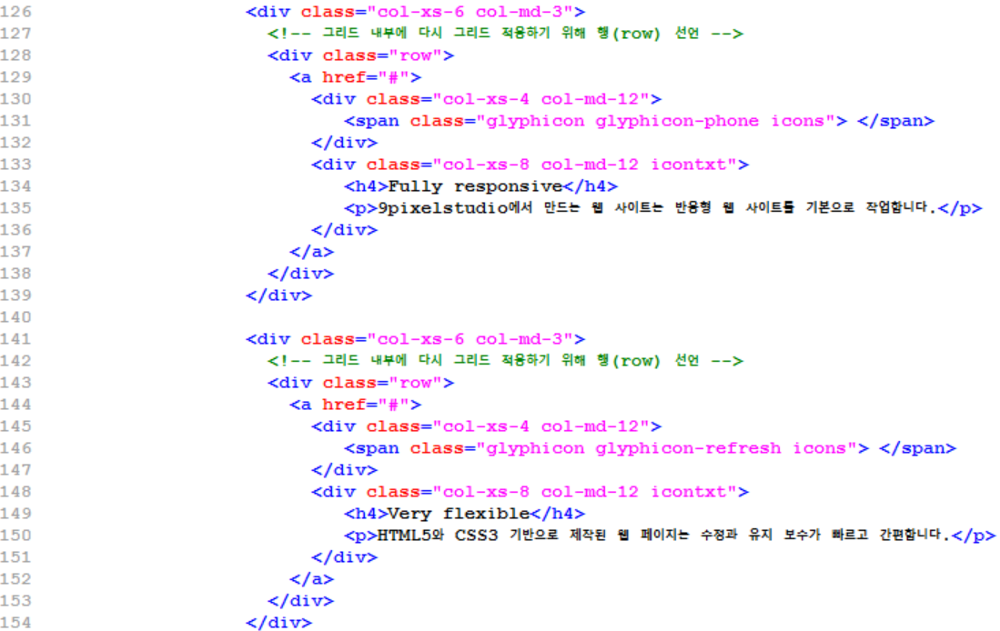 126 <div class="col-xs-6 col-md-3">
127 <!-- 그리드 내부에 다시 그리드 적용하기 위해 행(row) 선언 -->
128 <div class="row">
129 <a href="#">
130 <div class="col-xs-4 col-md-12">
131 <span class="glyphicon glyphicon-phone icons"> </span>
132 </div>
133 <div class="col-xs-8 col-md-12 icontxt">
134 <h4>Fully responsive</h4>
135 <p>9pixelstudio에서 만드는 웹 사이트는 반응형 웹 사이트를 기본으로 작업합니다.</p>
136 </div>
137 </a>
138 </div>
139 </div>
140
141 <div class="col-xs-6 col-md-3">
142 <!-- 그리드 내부에 다시 그리드 적용하기 위해 행(row) 선언 -->
143 <div class="row">
144 <a href="#">
145 <div class="col-xs-4 col-md-12">
146 <span class="glyphicon glyphicon-refresh icons"> </span>
147 </div>
148 <div class="col-xs-8 col-md-12 icontxt">
149 <h4>Very flexible</h4>
150 <p>HTML5와 CSS3 기반으로 제작된 웹 페이지는 수정과 유지 보수가 빠르고 간편합니다.</p>
151 </div>
152 </a>
153 </div>
154 </div>